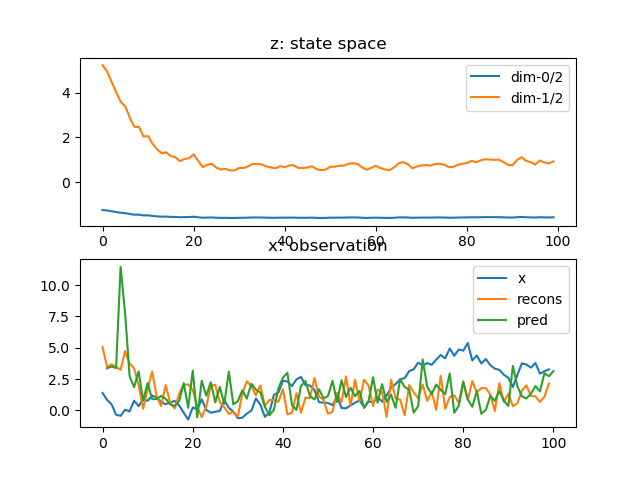 z: state space
dim-0/2
dim-1/2
4
2
0
0 20 40 60 80 100
x: observation
x
recons
pred
10.0
7.5
5.0
2.5
0.0
0 20 40 60 80 100